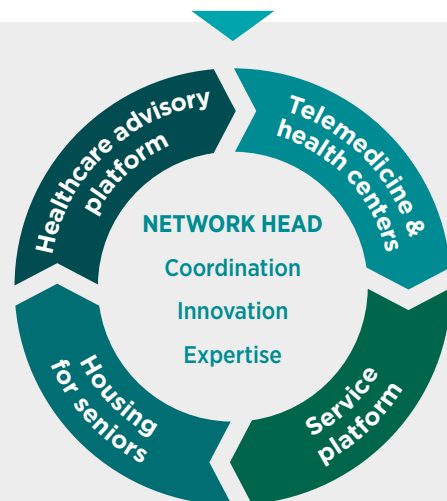 Healthcare advisory
platform
Telemedicine &
health centers
NETWORK HEAD
Coordination
Innovation
Expertise
Housing
for seniors
Service
platform